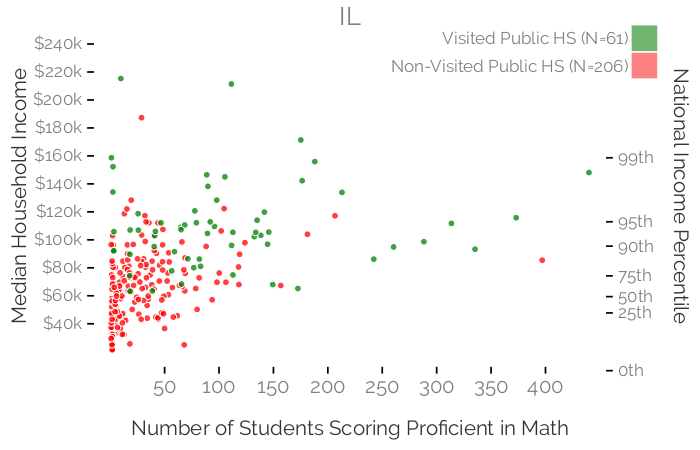 IL
Visited Public HS (N=61)
Non-Visited Public HS (N=206)
Median Household Income
$240k
$220k
$200k
$180k
$160k
$140k
$120k
$100k
$80k
$60k
$40k
National Income Percentile
99th
95th
90th
75th
50th
25th
0th
50 100 150 200 250 300 350 400
Number of Students Scoring Proficient in Math